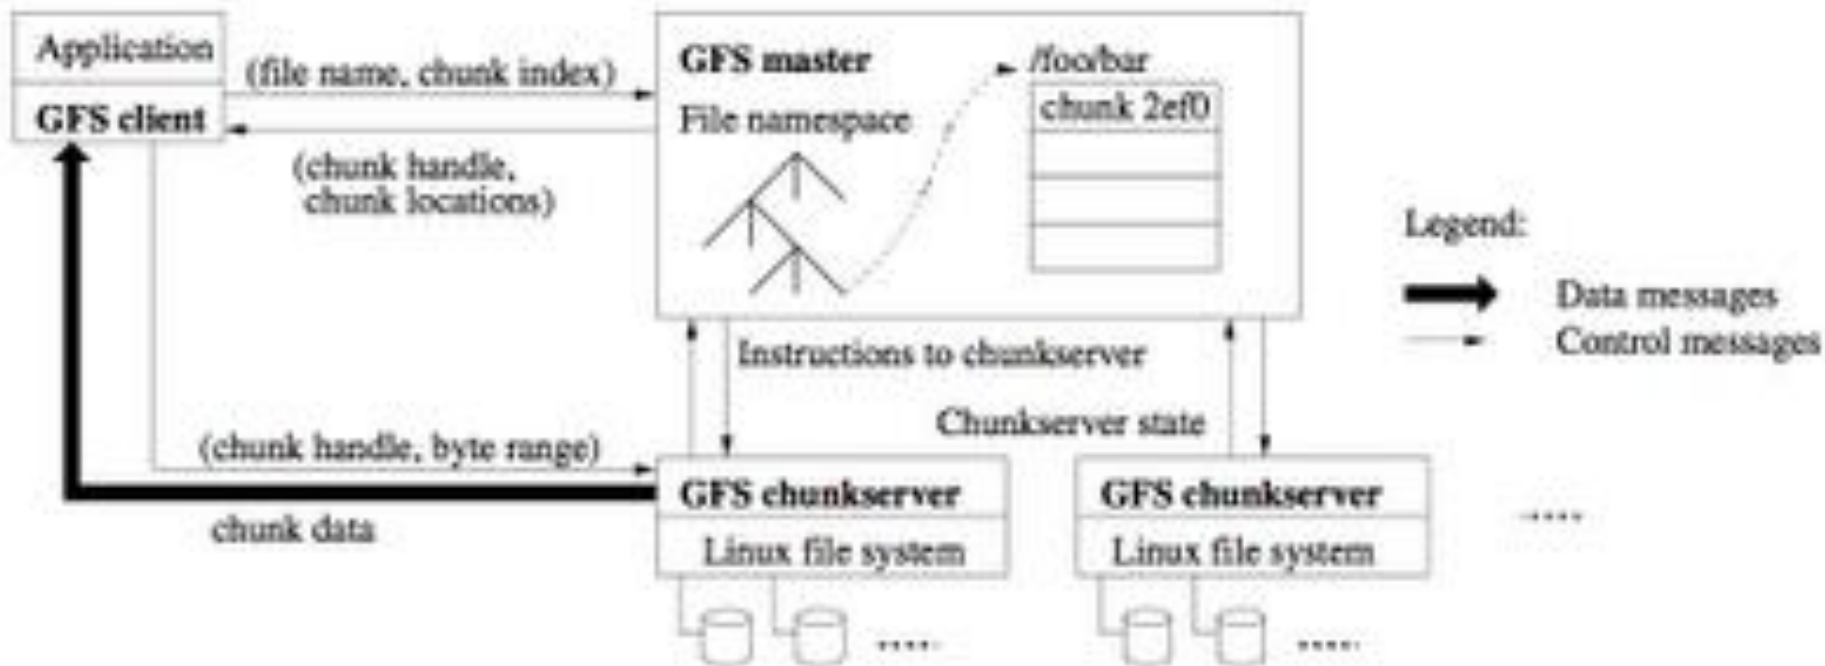 Application
GFS client
(file name, chunk index)
(chunk handle,
chunk locations)
GFS master
File namespace
/foo/bar
chunk 2ef0
Legend:
Data messages
Control messages
Instructions to chunkserver
Chunkserver state
(chunk handle, byte range)
chunk data
GFS chunkserver
Linux file system
GFS chunkserver
Linux file system